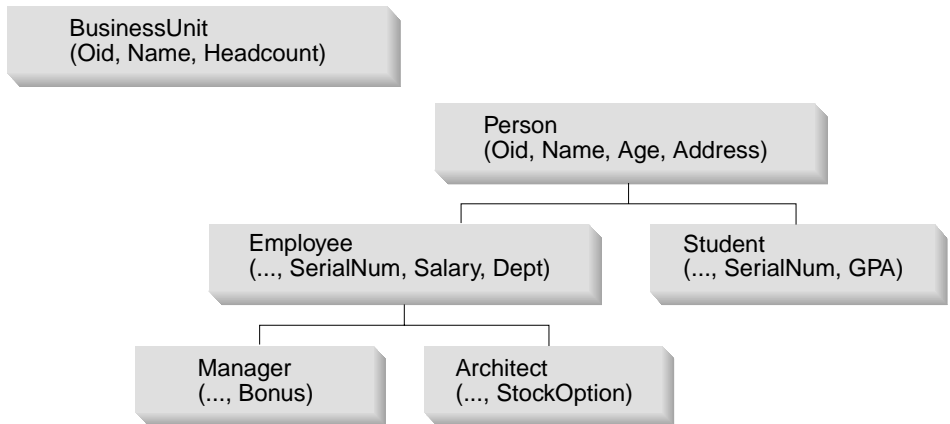 BusinessUnit
(Oid, Name, Headcount)
Person
(Oid, Name, Age, Address)
Employee
(..., SerialNum, Salary, Dept)
Student
(..., SerialNum, GPA)
Manager
(..., Bonus)
Architect
(..., StockOption)